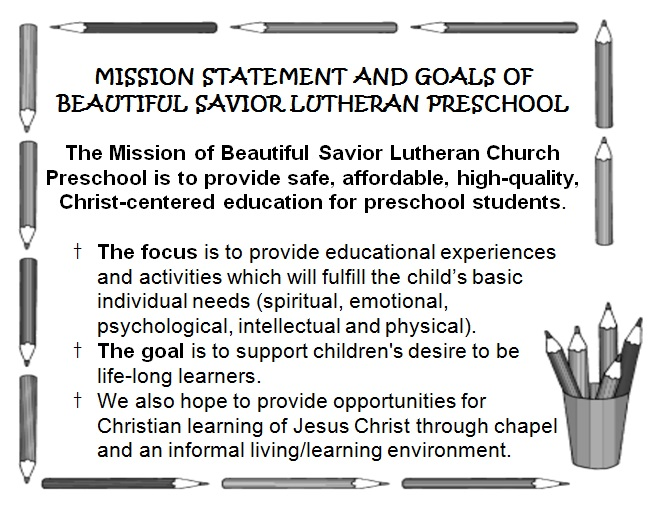 MISSION STATEMENT AND GOALS OF
BEAUTIFUL SAVIOR LUTHERAN PRESCHOOL
The Mission of Beautiful Savior Lutheran Church
Preschool is to provide safe, affordable, high-quality,
Christ-centered education for preschool students.
† The focus is to provide educational experiences
and activities which will fulfill the child’s basic
individual needs (spiritual, emotional,
psychological, intellectual and physical).
† The goal is to support children's desire to be
life-long learners.
† We also hope to provide opportunities for
Christian learning of Jesus Christ through chapel
and an informal living/learning environment.